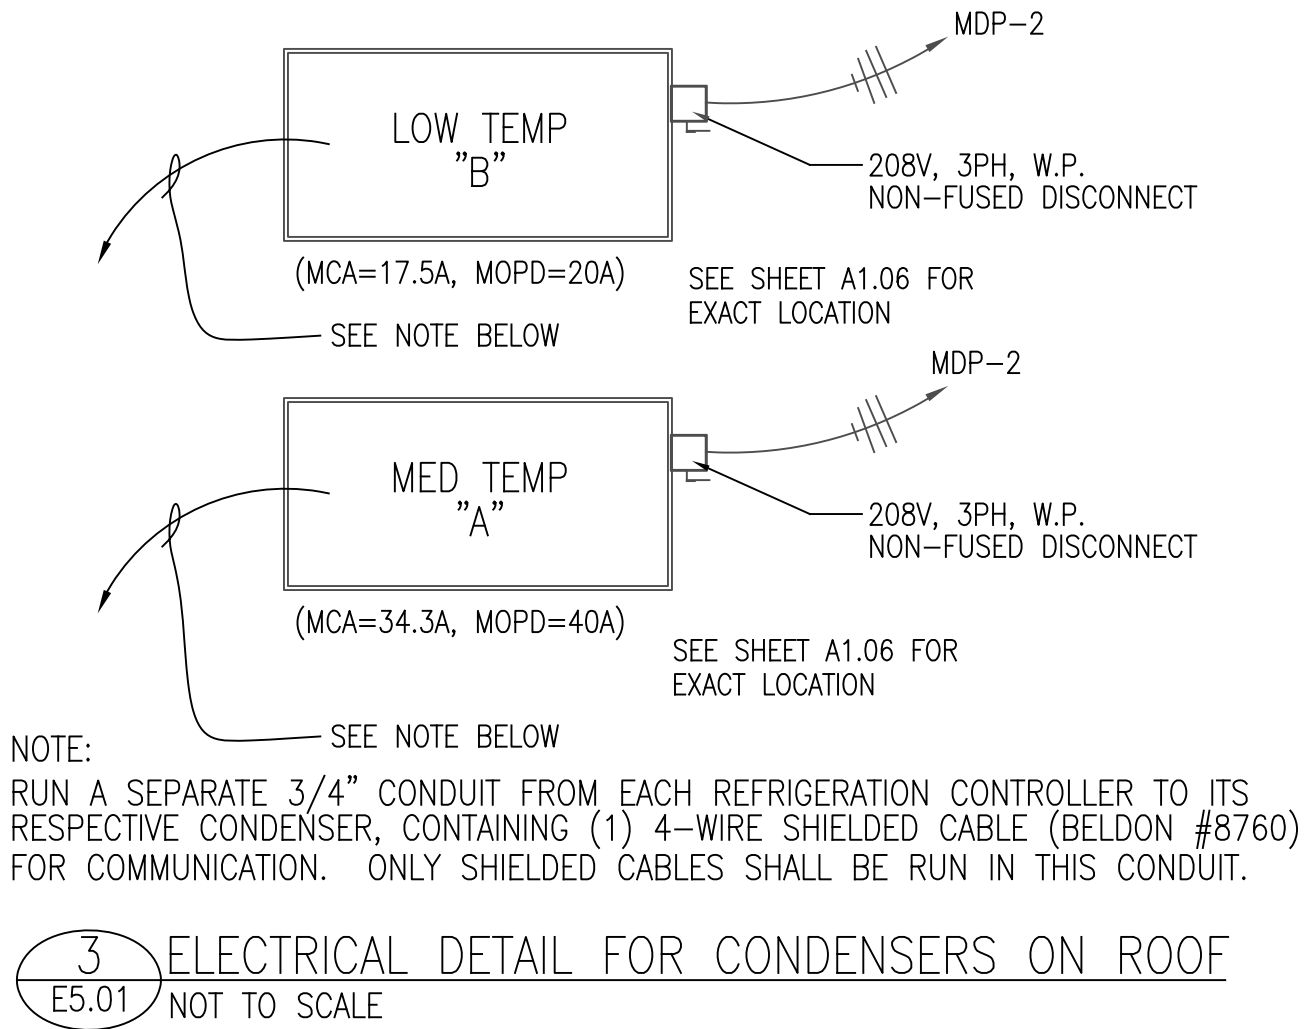 MDP-2
LOW TEMP
"B"
208V, 3PH, W.P.
NON-FUSED DISCONNECT
(MCA=17.5A, MOPD=20A)
SEE SHEET A1.06 FOR
EXACT LOCATION
SEE NOTE BELOW
MDP-2
MED TEMP
"A"
208V, 3PH, W.P.
NON-FUSED DISCONNECT
(MCA=34.3A, MOPD=40A)
SEE SHEET A1.06 FOR
EXACT LOCATION
SEE NOTE BELOW
NOTE:
RUN A SEPARATE 3/4" CONDUIT FROM EACH REFRIGERATION CONTROLLER TO ITS
RESPECTIVE CONDENSER, CONTAINING (1) 4-WIRE SHIELDED CABLE (BELDON #8760)
FOR COMMUNICATION. ONLY SHIELDED CABLES SHALL BE RUN IN THIS CONDUIT.
3
E5.01
ELECTRICAL DETAIL FOR CONDENSERS ON ROOF
NOT TO SCALE